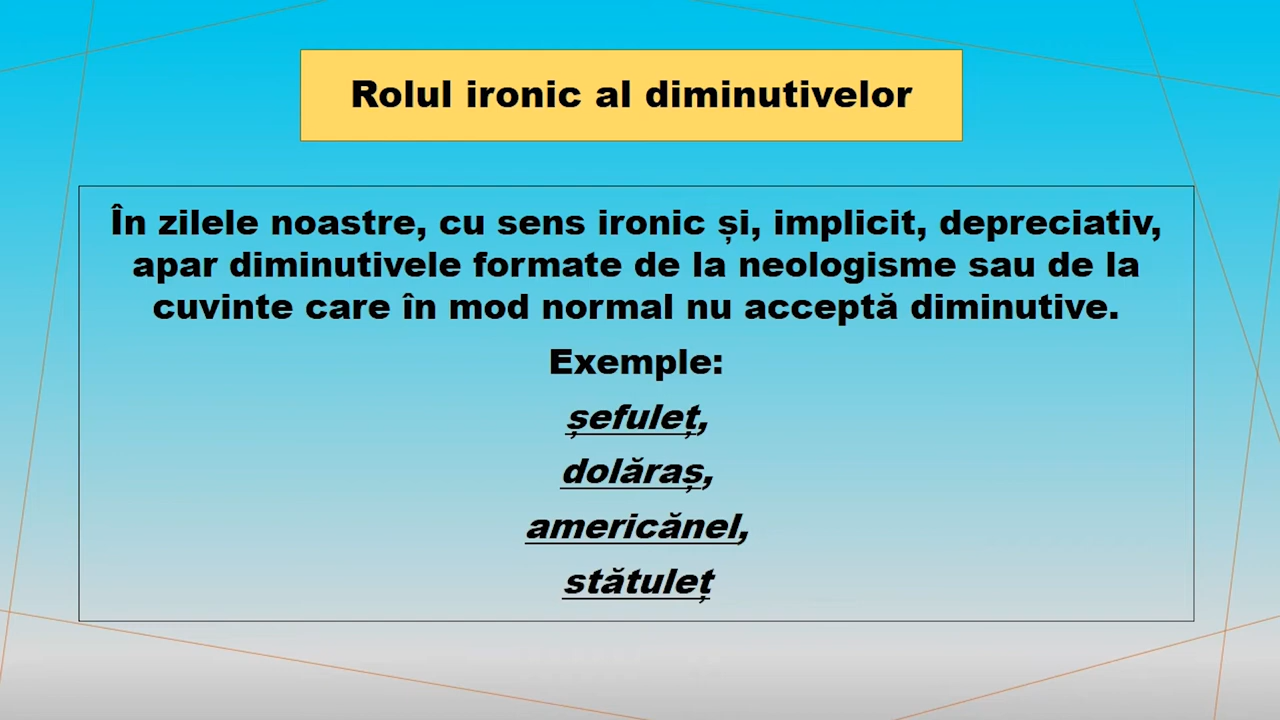 Rolul ironic al diminutivelor
În zilele noastre, cu sens ironic și, implicit, depreciativ,
apar diminutivele formate de la neologisme sau de la
cuvinte care în mod normal nu acceptă diminutive.
Exemple:
șefuleț,
dolăraș,
americănel,
stătuleț